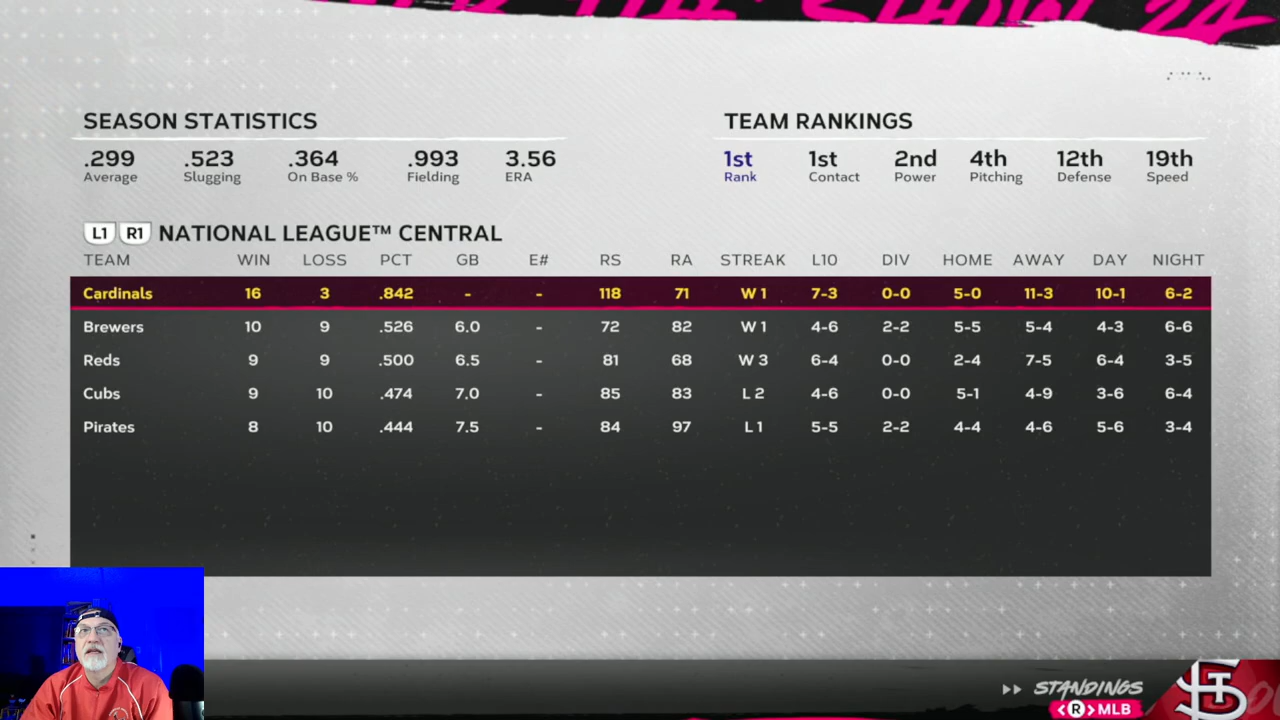 THE SHOW 24
SEASON STATISTICS
.299 .523 .364 .993 3.56
Average Slugging On Base % Fielding ERA
TEAM RANKINGS
1st 1st 2nd 4th 12th 19th
Rank Contact Power Pitching Defense Speed
L1 R1 NATIONAL LEAGUE™ CENTRAL
TEAM WIN LOSS PCT GB E# RS RA STREAK L10 DIV HOME AWAY DAY NIGHT
Cardinals 16 3 .842 - - 118 71 W 1 7-3 0-0 5-0 11-3 10-1 6-2
Brewers 10 9 .526 6.0 - 72 82 W 1 4-6 2-2 5-5 5-4 4-3 6-6
Reds 9 9 .500 6.5 - 81 68 W 3 6-4 0-0 2-4 7-5 6-4 3-5
Cubs 9 10 .474 7.0 - 85 83 L 2 4-6 0-0 5-1 4-9 3-6 6-4
Pirates 8 10 .444 7.5 - 84 97 L 1 5-5 2-2 4-4 4-6 5-6 3-4
STANDINGS
<R> MLB
STL